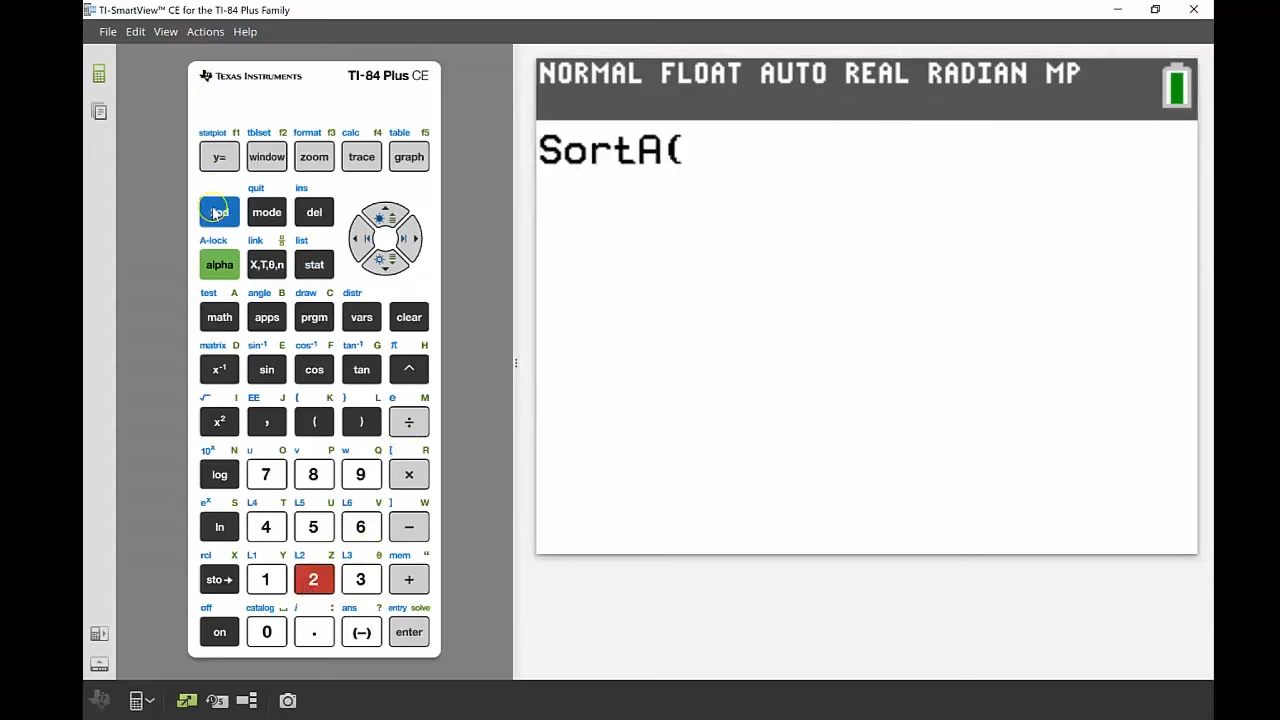 TI-SmartView™ CE for the TI-84 Plus Family
File Edit View Actions Help
TEXAS INSTRUMENTS TI-84 Plus CE
NORMAL FLOAT AUTO REAL RADIAN MP
SortA(
statplot f1 tblset f2 format f3 calc f4 table f5
y= window zoom trace graph
quit ins
mode del
A-lock link list
alpha X,T,θ,n stat
test A angle B draw C distr
math apps prgm vars clear
matrix D sin⁻¹ E cos⁻¹ F tan⁻¹ G π H
x⁻¹ sin cos tan ^
√ I EE J { K } L e M
x² , ( ) ÷
10ˣ N u O v P w Q [ R
log 7 8 9 ×
eˣ S L4 T L5 U L6 V ] W
ln 4 5 6 −
rcl X L1 Y L2 Z L3 θ mem "
sto→ 1 2 3 +
off catalog i : ans ? entry solve
on 0 . (−) enter